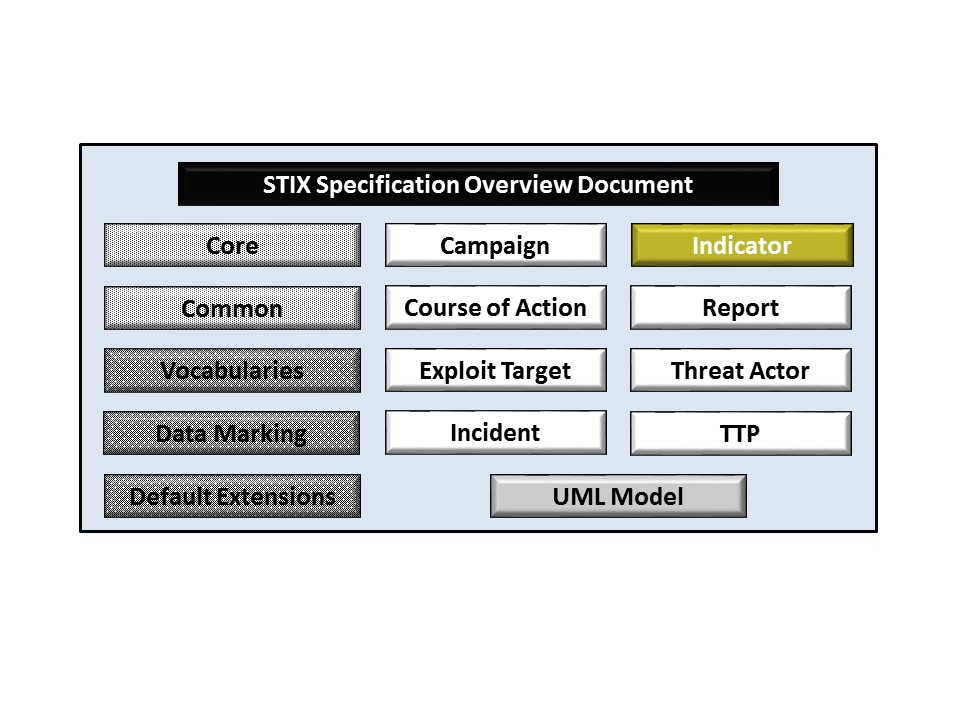 STIX Specification Overview Document
Core
Campaign
Indicator
Common
Course of Action
Report
Vocabularies
Exploit Target
Threat Actor
Data Marking
Incident
TTP
Default Extensions
UML Model